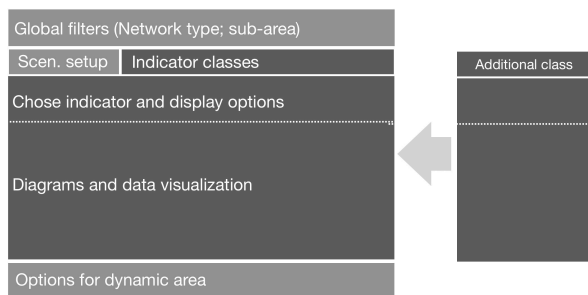 Global filters (Network type; sub-area)
Scen. setup
Indicator classes
Additional class
Chose indicator and display options
Diagrams and data visualization
Options for dynamic area